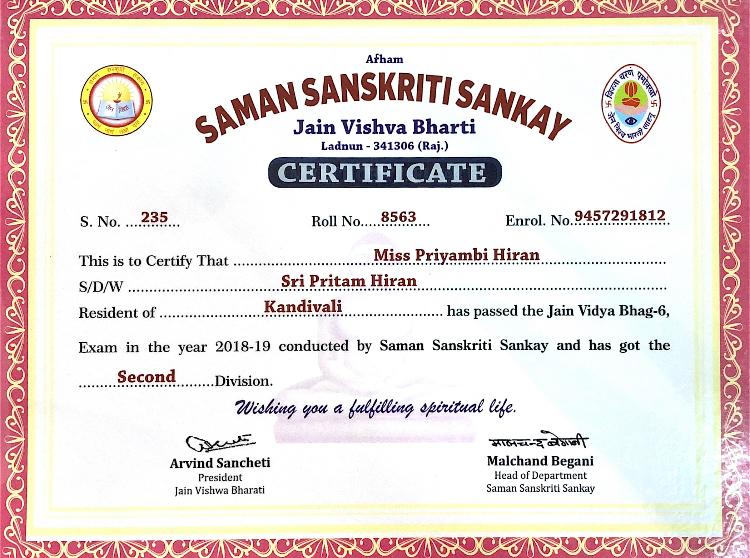 Afham
SAMAN SANSKRITI SANKAY
Jain Vishva Bharti
Ladnun - 341306 (Raj.)
CERTIFICATE
S. No. 235 Roll No. 8563 Enrol. No. 9457291812
This is to Certify That Miss Priyambi Hiran
S/D/W Sri Pritam Hiran
Resident of Kandivali has passed the Jain Vidya Bhag-6,
Exam in the year 2018-19 conducted by Saman Sanskriti Sankay and has got the
Second Division.
Wishing you a fulfilling spiritual life.
मालचन्द बेगानी
Arvind Sancheti Malchand Begani
President Head of Department
Jain Vishwa Bharati Saman Sanskriti Sankay